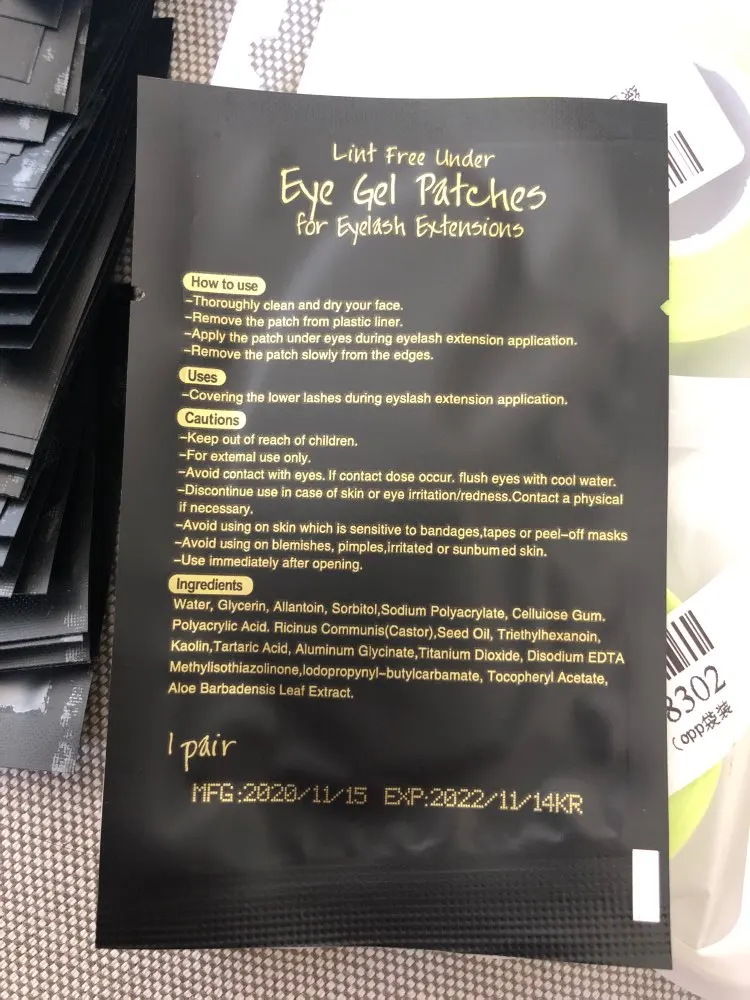 Lint Free Under
Eye Gel Patches
for Eyelash Extensions
How to use
-Thoroughly clean and dry your face.
-Remove the patch from plastic liner.
-Apply the patch under eyes during eyelash extension application.
-Remove the patch slowly from the edges.
Uses
-Covering the lower lashes during eyslash extension application.
Cautions
-Keep out of reach of children.
-For extemal use only.
-Avoid contact with eyes. If contact dose occur. flush eyes with cool water.
-Discontinue use in case of skin or eye irritation/redness.Contact a physical
if necessary.
-Avoid using on skin which is sensitive to bandages,tapes or peel-off masks
-Avoid using on blemishes, pimples,irritated or sunbumed skin.
-Use immediately after opening.
Ingredients
Water, Glycerin, Allantoin, Sorbitol,Sodium Polyacrylate, Celluiose Gum.
Polyacrylic Acid. Ricinus Communis(Castor),Seed Oil, Triethylhexanoin,
Kaolin,Tartaric Acid, Aluminum Glycinate,Titanium Dioxide, Disodium EDTA
Methylisothiazolinone,lodopropynyl-butylcarbamate, Tocopheryl Acetate,
Aloe Barbadensis Leaf Extract.
1 pair
MFG:2020/11/15 EXP:2022/11/14KR
8302
(opp袋装